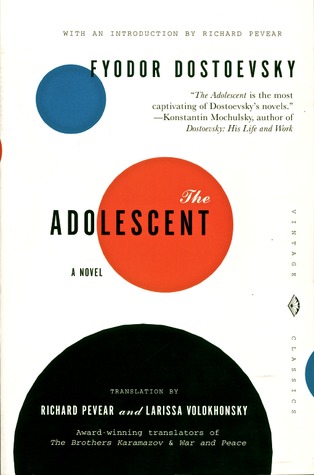 WITH AN INTRODUCTION BY RICHARD PEVEAR
FYODOR DOSTOEVSKY
“The Adolescent is the most
captivating of Dostoevsky's novels.”
—Konstantin Mochulsky, author of
Dostoevsky: His Life and Work
The
ADOLESCENT
A NOVEL
VINTAGE
CLASSICS
TRANSLATION BY
RICHARD PEVEAR and LARISSA VOLOKHONSKY
Award-winning translators of
The Brothers Karamazov & War and Peace